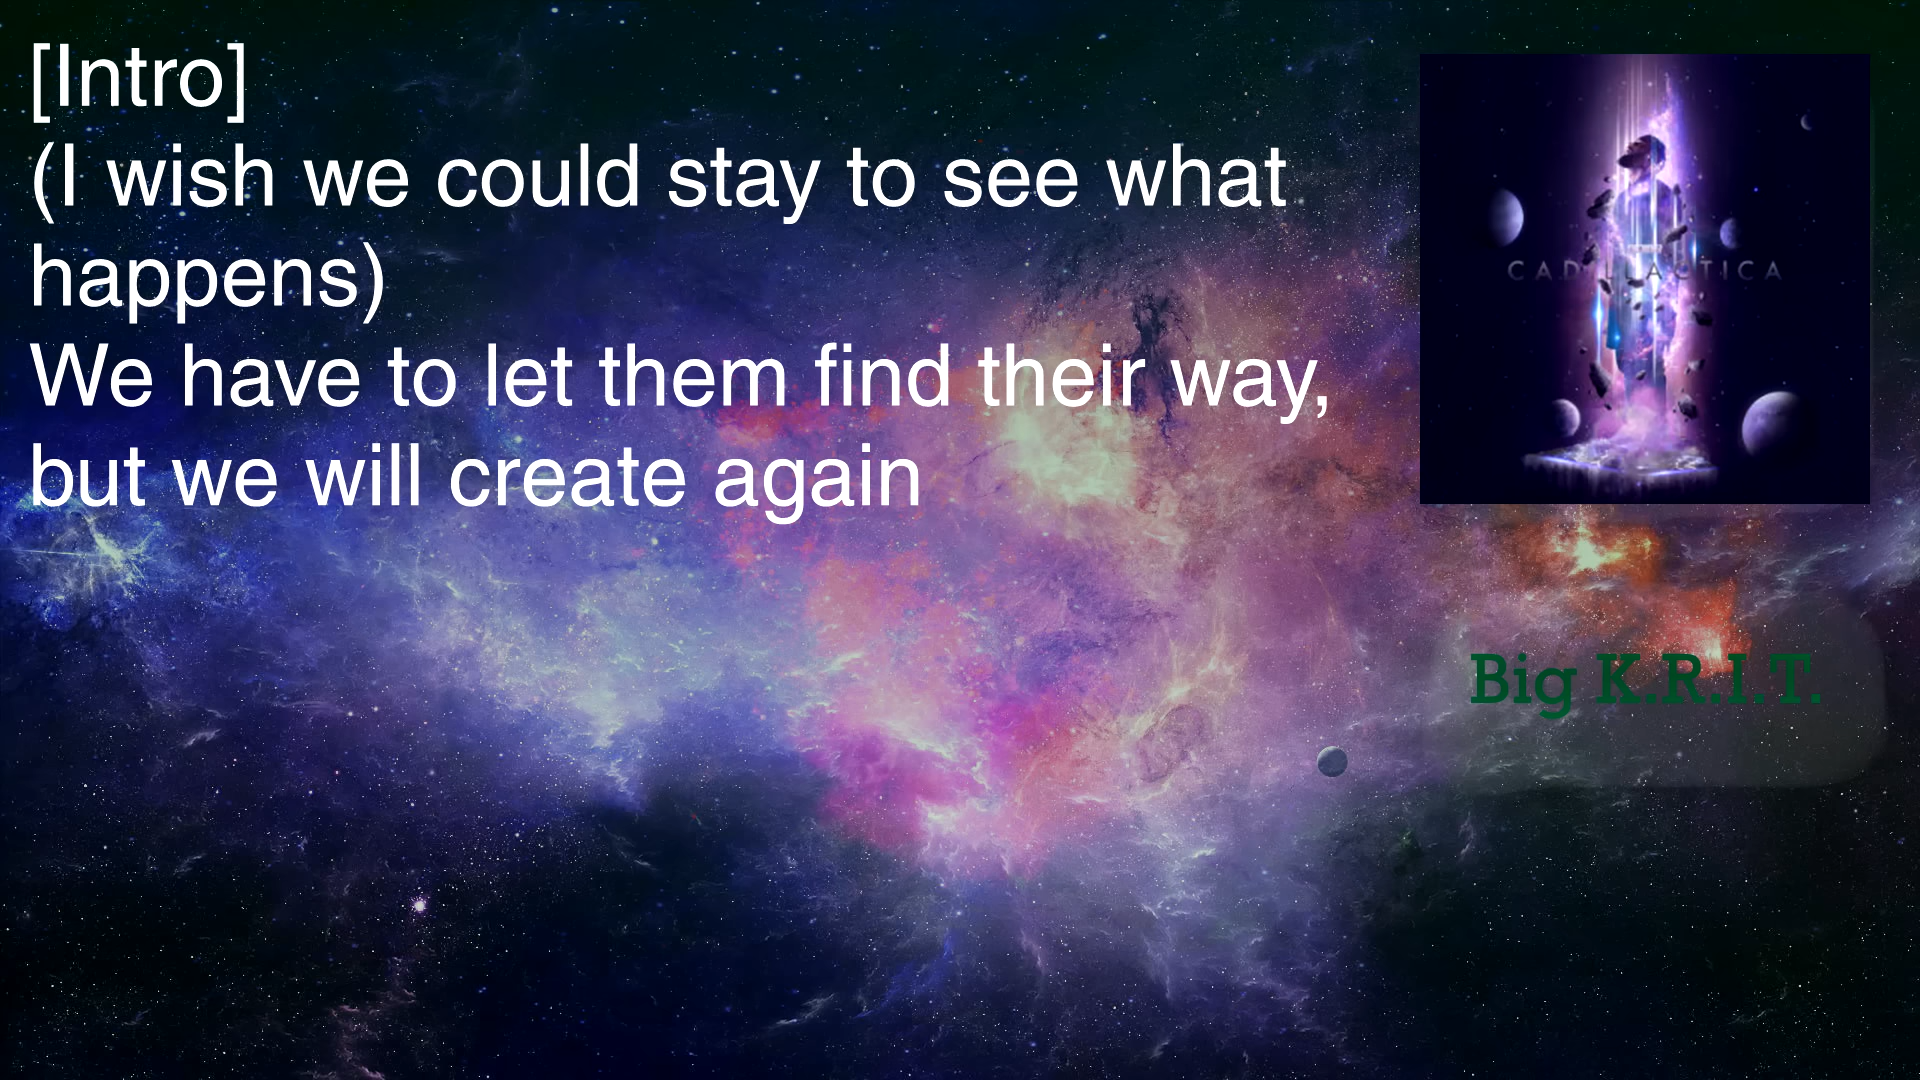 [Intro]
(I wish we could stay to see what
happens)
We have to let them find their way,
but we will create again
CADILLACTICA
Big K.R.I.T.